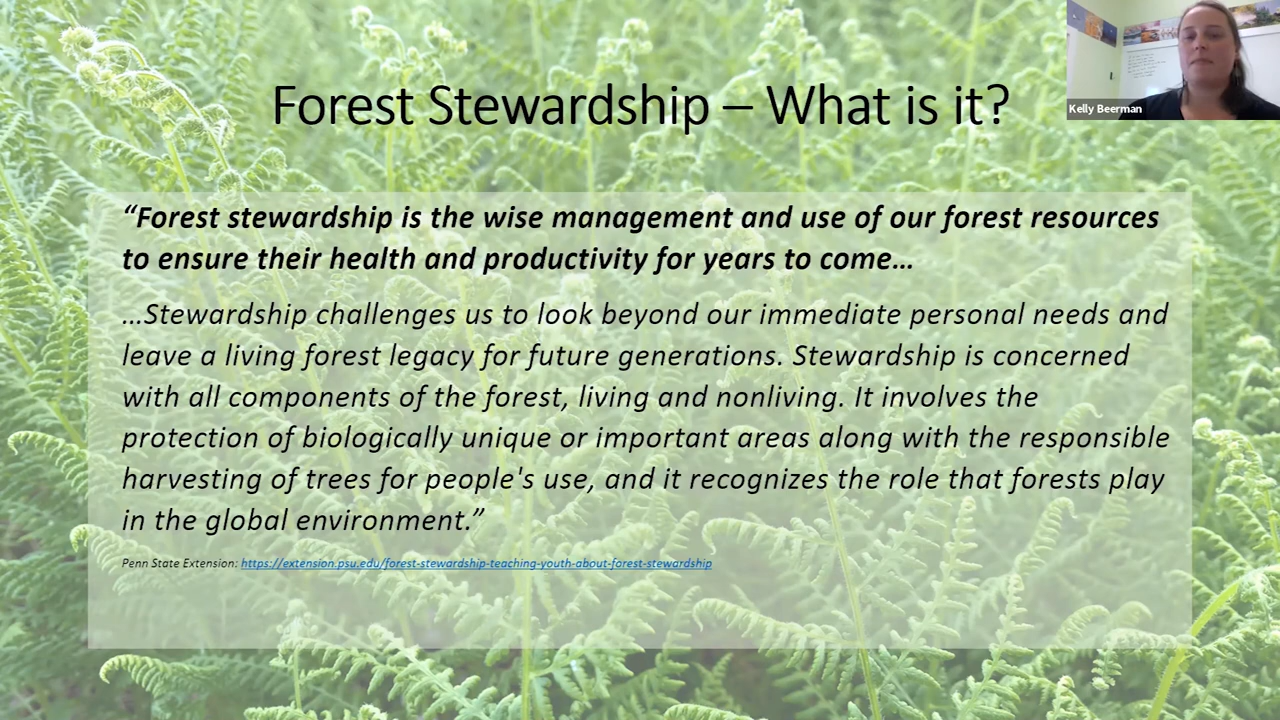 Forest Stewardship – What is it?
Kelly Beerman
“Forest stewardship is the wise management and use of our forest resources
to ensure their health and productivity for years to come…
…Stewardship challenges us to look beyond our immediate personal needs and
leave a living forest legacy for future generations. Stewardship is concerned
with all components of the forest, living and nonliving. It involves the
protection of biologically unique or important areas along with the responsible
harvesting of trees for people's use, and it recognizes the role that forests play
in the global environment.”
Penn State Extension: https://extension.psu.edu/forest-stewardship-teaching-youth-about-forest-stewardship